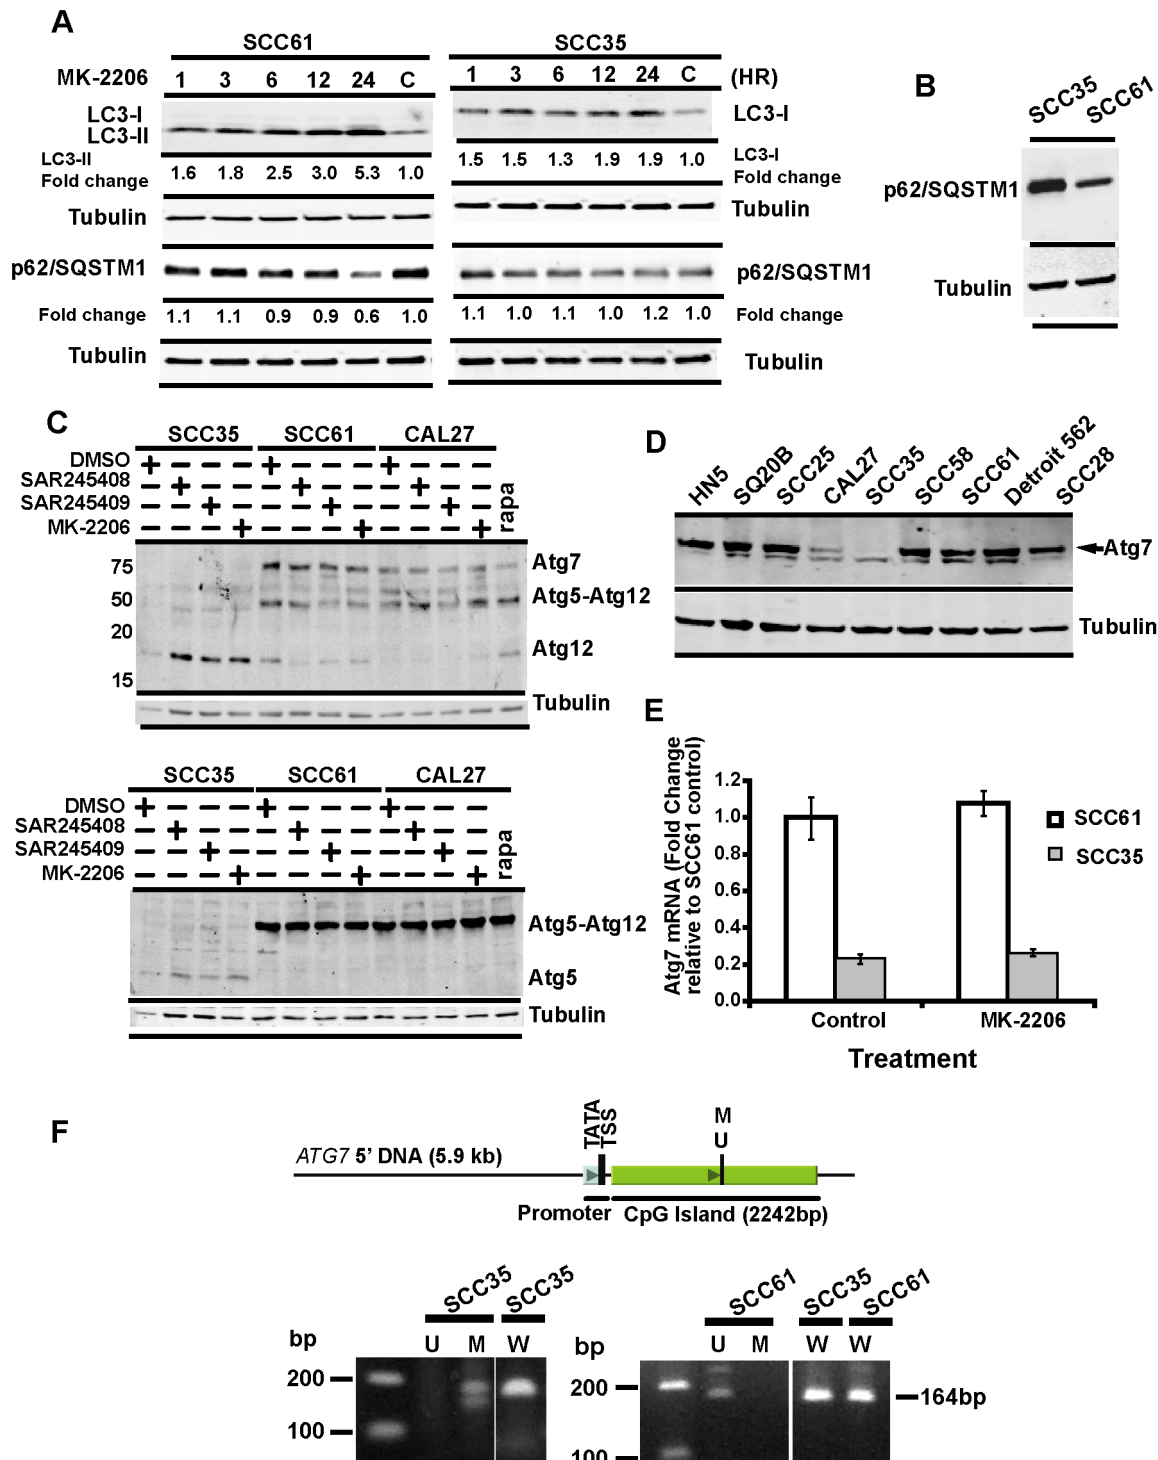 A
SCC61
MK-2206 1 3 6 12 24 C
LC3-I
LC3-II
LC3-II
Fold change 1.6 1.8 2.5 3.0 5.3 1.0
Tubulin
p62/SQSTM1
Fold change 1.1 1.1 0.9 0.9 0.6 1.0
Tubulin
SCC35
1 3 6 12 24 C (HR)
LC3-I
1.5 1.5 1.3 1.9 1.9 1.0 LC3-I
Fold change
Tubulin
p62/SQSTM1
1.1 1.0 1.1 1.0 1.2 1.0 Fold change
Tubulin
B
SCC35 SCC61
p62/SQSTM1
Tubulin
C
SCC35 SCC61 CAL27
DMSO + − − − + − − − + − − −
SAR245408 − + − − − + − − − + − −
SAR245409 − − + − − − + − − − + −
MK-2206 − − − + − − − + − − − +
rapa
75
50
20
15
Atg7
Atg5-Atg12
Atg12
Tubulin
SCC35 SCC61 CAL27
DMSO + − − − + − − − + − − −
SAR245408 − + − − − + − − − + − −
SAR245409 − − + − − − + − − − + −
MK-2206 − − − + − − − + − − − +
rapa
Atg5-Atg12
Atg5
Tubulin
D
HN5 SQ20B SCC25 CAL27 SCC35 SCC58 SCC61 Detroit 562 SCC28
Atg7
Tubulin
E
Atg7 mRNA (Fold Change
relative to SCC61 control)
1.2
1.0
0.8
0.6
0.4
0.2
0.0
Control MK-2206
Treatment
SCC61
SCC35
F
TATA
TSS
M
U
ATG7 5' DNA (5.9 kb)
Promoter CpG Island (2242bp)
SCC35 SCC35
bp U M W
200
100
SCC61 SCC35 SCC61
bp U M W W
200
100
164bp